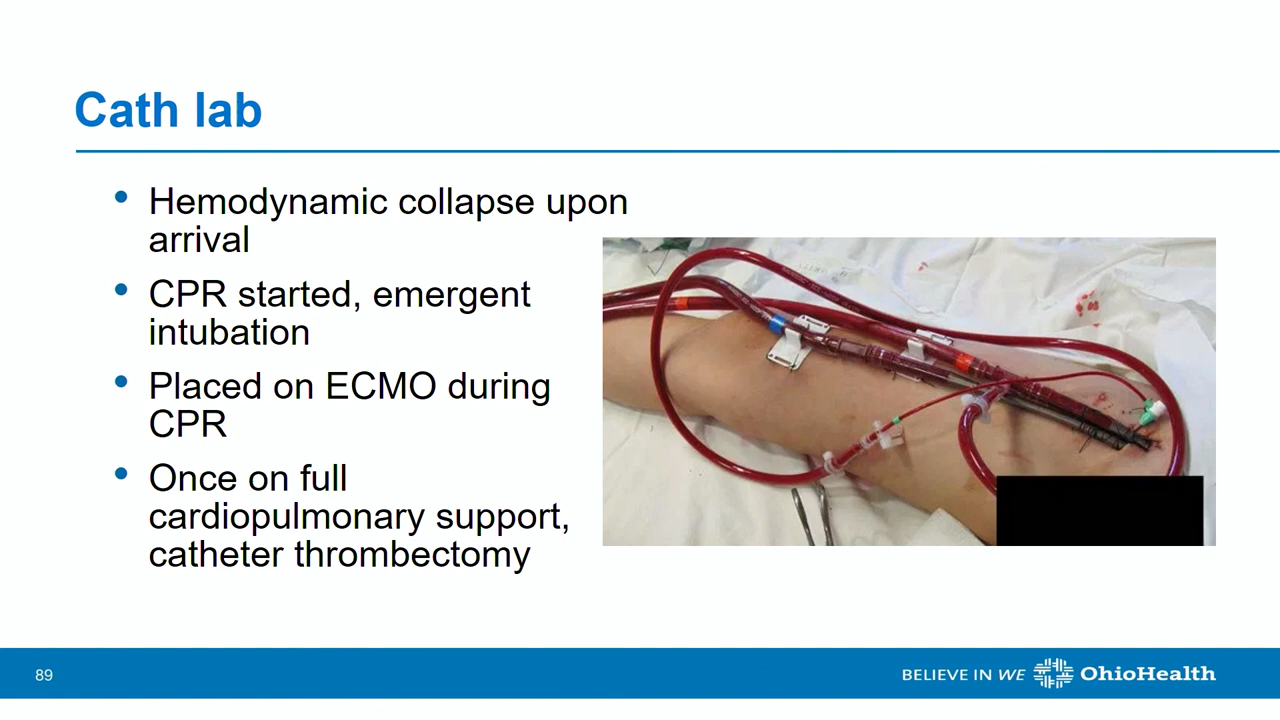 Cath lab
• Hemodynamic collapse upon
arrival
• CPR started, emergent
intubation
• Placed on ECMO during
CPR
• Once on full
cardiopulmonary support,
catheter thrombectomy
89
BELIEVE IN WE OhioHealth